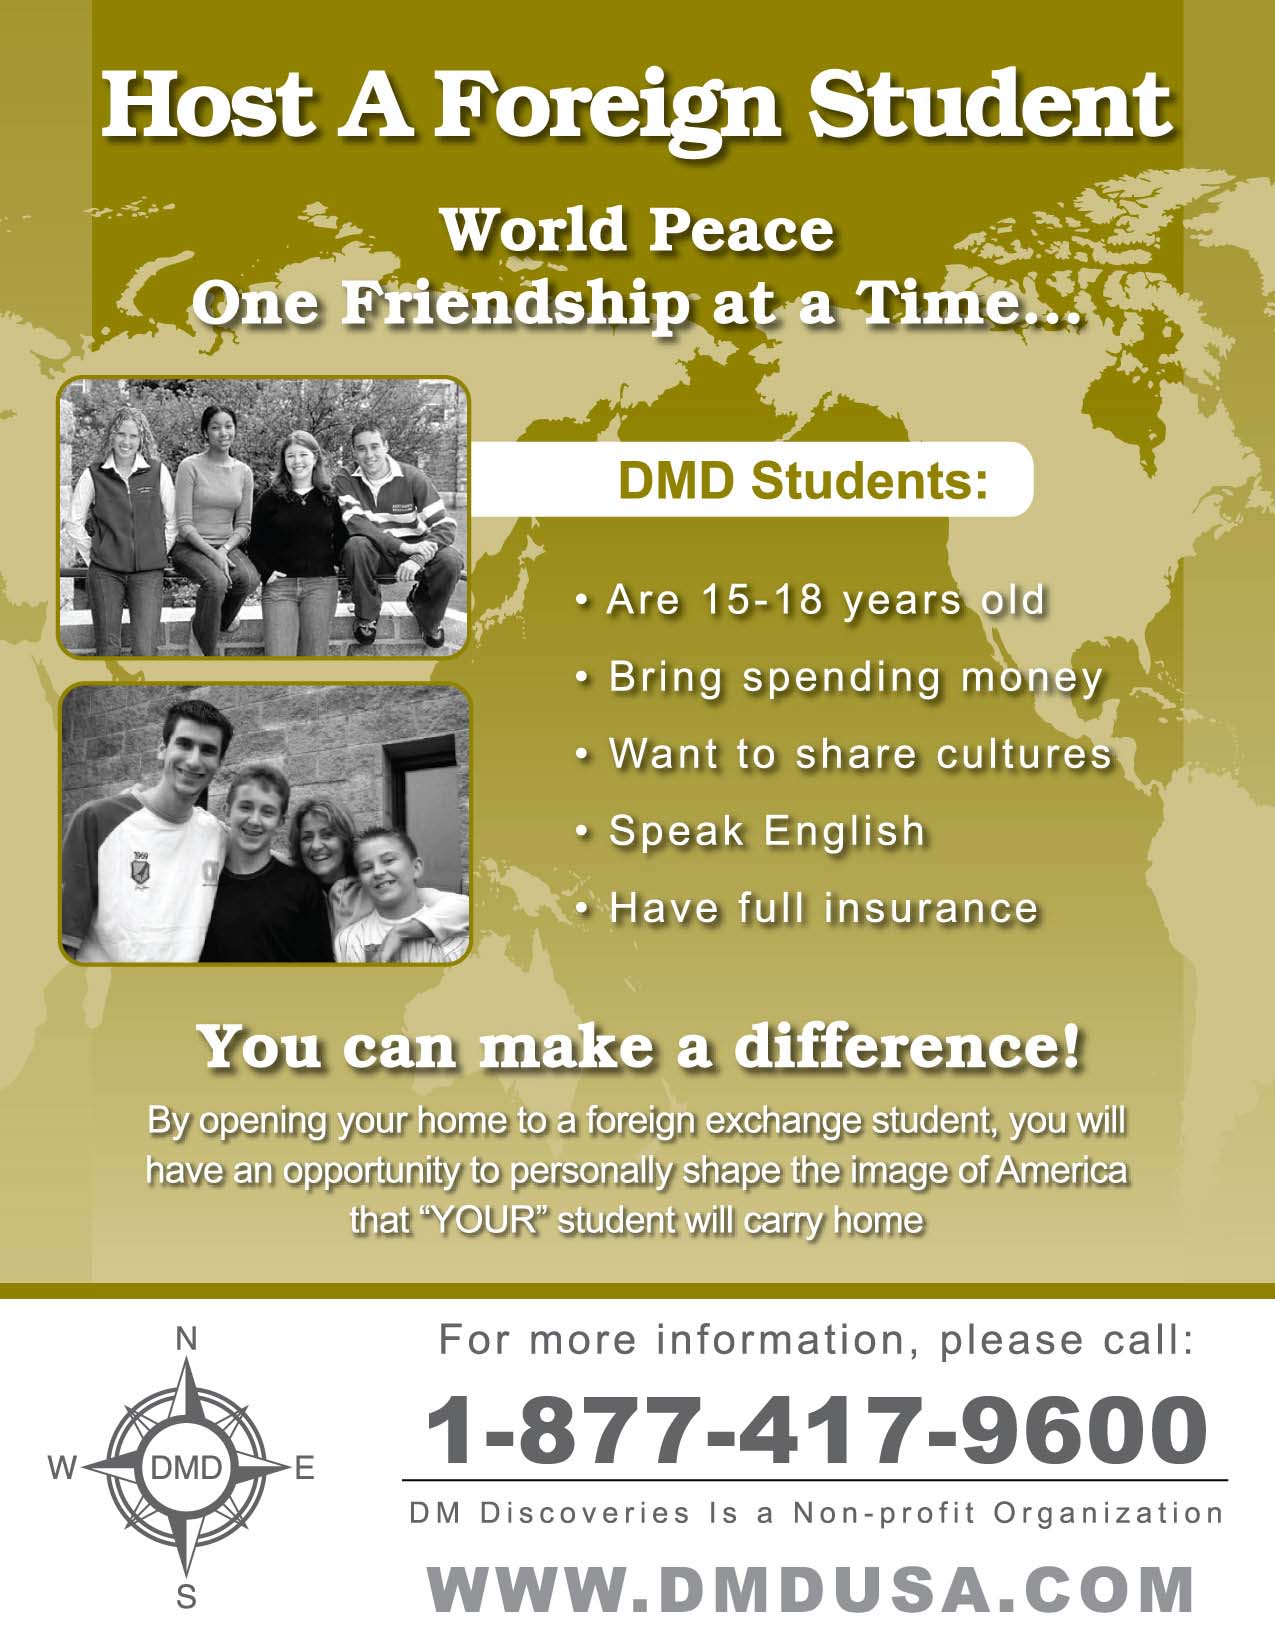 Host A Foreign Student
World Peace
One Friendship at a Time...
DMD Students:
• Are 15-18 years old
• Bring spending money
• Want to share cultures
• Speak English
• Have full insurance
1969
You can make a difference!
By opening your home to a foreign exchange student, you will
have an opportunity to personally shape the image of America
that “YOUR” student will carry home
N
W
DMD
E
S
For more information, please call:
1-877-417-9600
DM Discoveries Is a Non-profit Organization
WWW.DMDUSA.COM